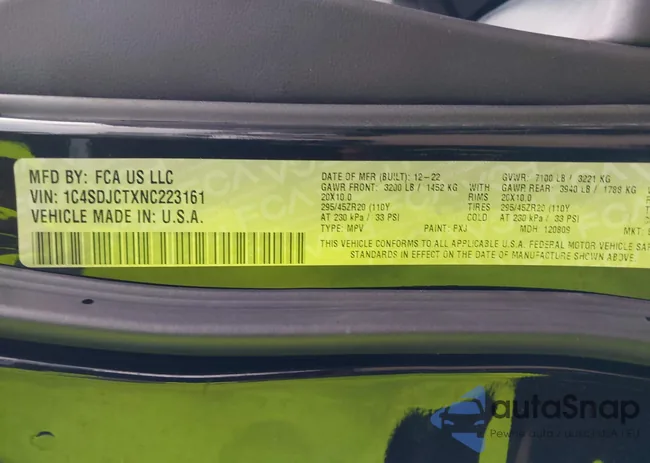 MFD BY: FCA US LLC
VIN: 1C4SDJCTXNC223161
VEHICLE MADE IN: U.S.A.
DATE OF MFR (BUILT): 12-22 GVWR: 7100 LB / 3221 KG
GAWR FRONT: 3200 LB / 1452 KG GAWR REAR: 3940 LB / 1788 KG
20X10.0 RIMS 20X10.0
295/45ZR20 (110Y TIRES 295/45ZR20 (110Y
AT 230 kPa / 33 PSI AT 230 kPa / 33 PSI
TYPE: MPV PAINT: PXJ MDH: 120809 MKT:
THIS VEHICLE CONFORMS TO ALL APPLICABLE U.S.A. FEDERAL MOTOR VEHICLE SAF
STANDARDS IN EFFECT ON THE DATE OF MANUFACTURE SHOWN ABOVE.
autoSnap